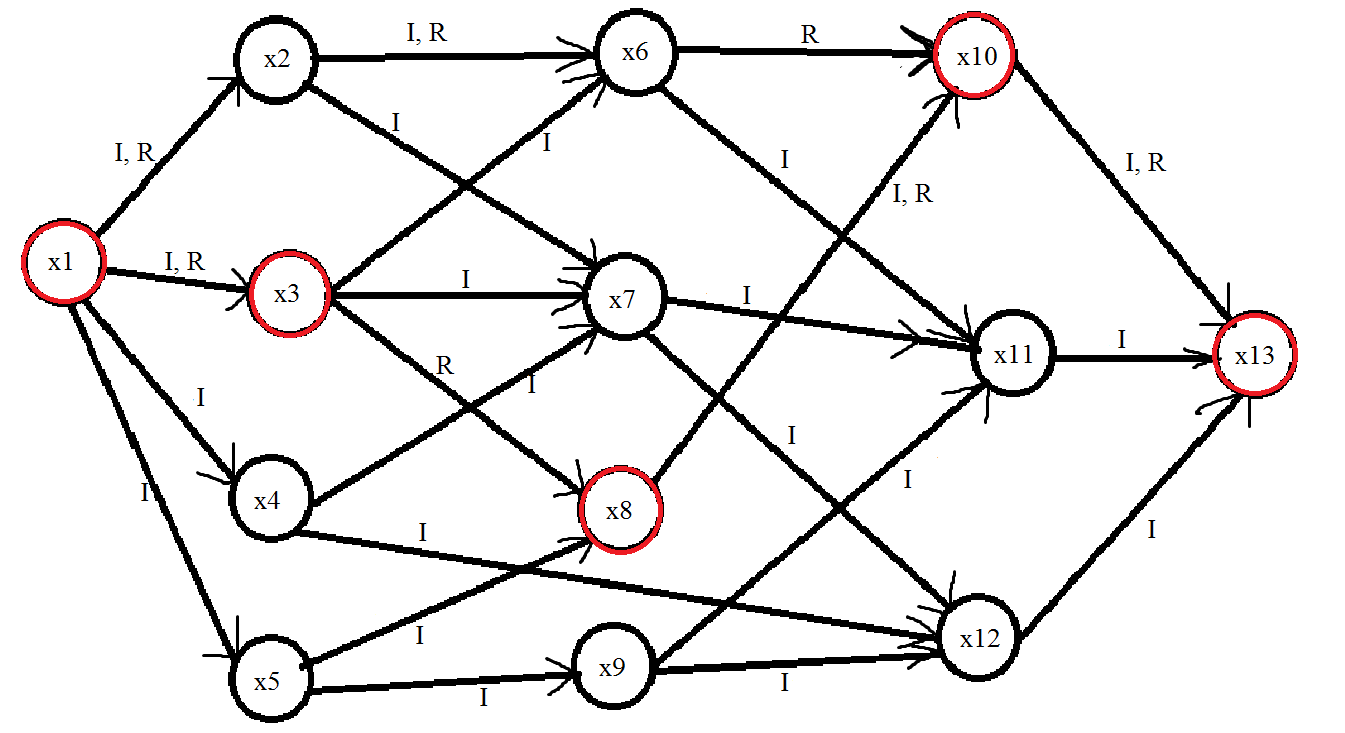 x2
I, R
x6
R
x10
I
I
I, R
I
I, R
I, R
x1
I, R
x3
I
x7
I
x11
I
x13
R
I
I
I
I
I
x4
x8
I
I
I
x12
x5
I
x9
I
I